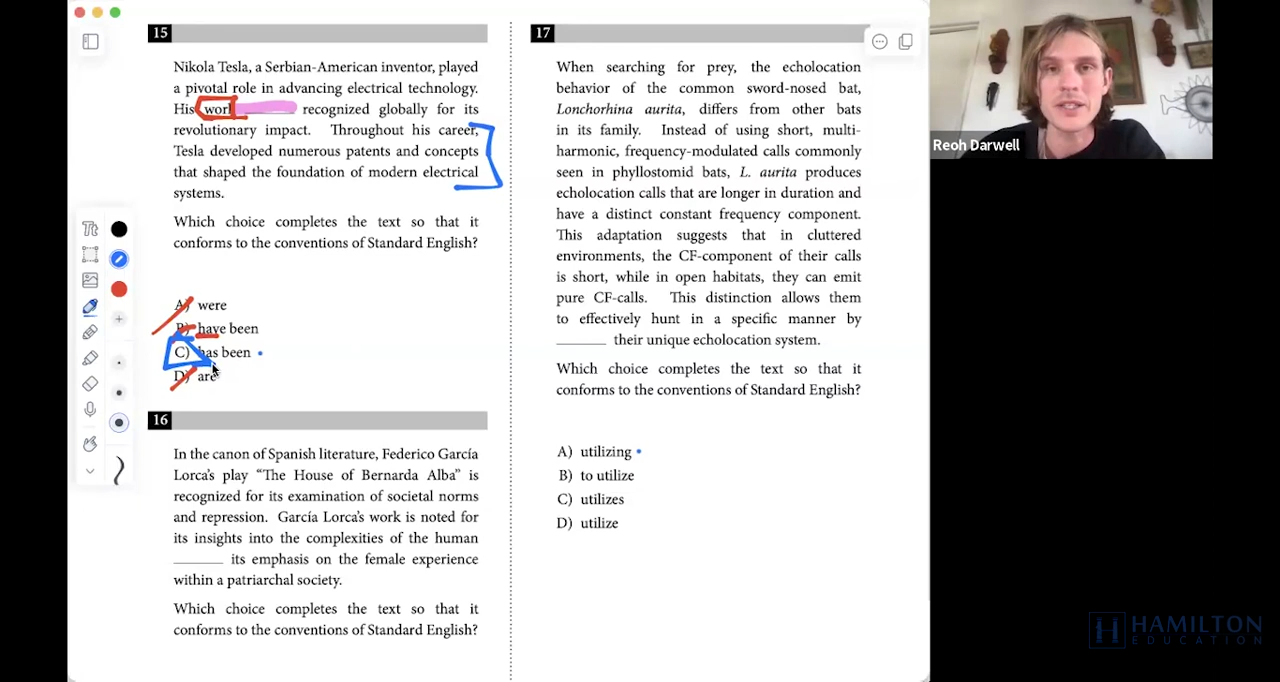 15
Nikola Tesla, a Serbian-American inventor, played
a pivotal role in advancing electrical technology.
His work recognized globally for its
revolutionary impact. Throughout his career,
Tesla developed numerous patents and concepts
that shaped the foundation of modern electrical
systems.
Which choice completes the text so that it
conforms to the conventions of Standard English?
A) were
B) have been
C) has been
D) are
16
In the canon of Spanish literature, Federico García
Lorca's play “The House of Bernarda Alba” is
recognized for its examination of societal norms
and repression. García Lorca's work is noted for
its insights into the complexities of the human
______ its emphasis on the female experience
within a patriarchal society.
Which choice completes the text so that it
conforms to the conventions of Standard English?
17
When searching for prey, the echolocation
behavior of the common sword-nosed bat,
Lonchorhina aurita, differs from other bats
in its family. Instead of using short, multi-
harmonic, frequency-modulated calls commonly
seen in phyllostomid bats, L. aurita produces
echolocation calls that are longer in duration and
have a distinct constant frequency component.
This adaptation suggests that in cluttered
environments, the CF-component of their calls
is short, while in open habitats, they can emit
pure CF-calls. This distinction allows them
to effectively hunt in a specific manner by
______ their unique echolocation system.
Which choice completes the text so that it
conforms to the conventions of Standard English?
A) utilizing
B) to utilize
C) utilizes
D) utilize
Reoh Darwell
HAMILTON
EDUCATION